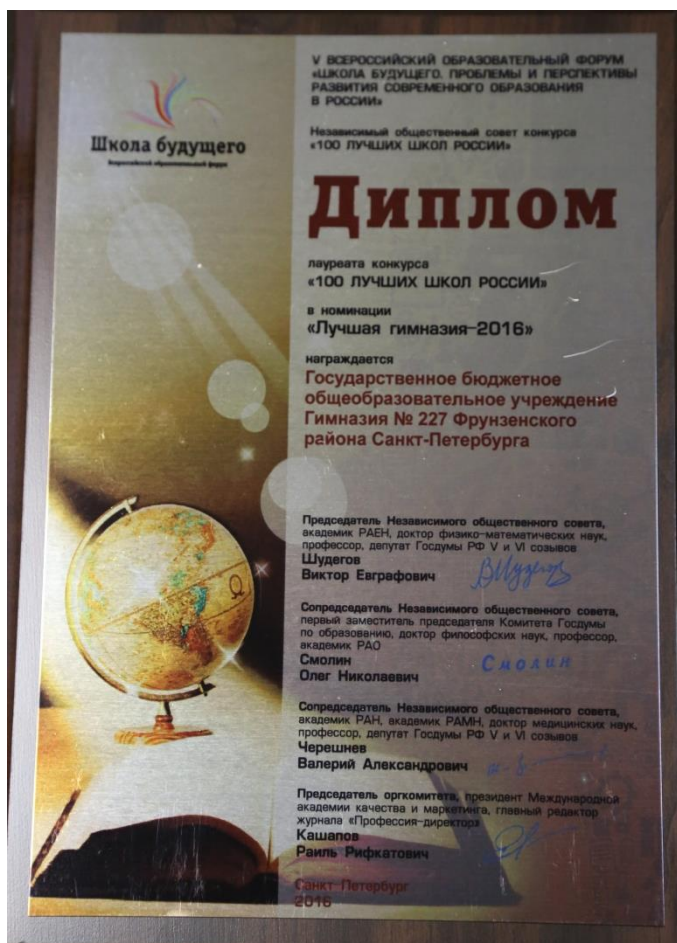 Школа будущего
Всероссийский образовательный форум
V ВСЕРОССИЙСКИЙ ОБРАЗОВАТЕЛЬНЫЙ ФОРУМ
«ШКОЛА БУДУЩЕГО. ПРОБЛЕМЫ И ПЕРСПЕКТИВЫ
РАЗВИТИЯ СОВРЕМЕННОГО ОБРАЗОВАНИЯ
В РОССИИ»
Независимый общественный совет конкурса
«100 ЛУЧШИХ ШКОЛ РОССИИ»
Диплом
лауреата конкурса
«100 ЛУЧШИХ ШКОЛ РОССИИ»
в номинации
«Лучшая гимназия-2016»
награждается
Государственное бюджетное
общеобразовательное учреждение
Гимназия № 227 Фрунзенского
района Санкт-Петербурга
Председатель Независимого общественного совета,
академик РАЕН, доктор физико-математических наук,
профессор, депутат Госдумы РФ V и VI созывов
Шудегов
Виктор Евграфович
Сопредседатель Независимого общественного совета,
первый заместитель председателя Комитета Госдумы
по образованию, доктор философских наук, профессор,
академик РАО
Смолин
Олег Николаевич
Смолин
Сопредседатель Независимого общественного совета,
академик РАН, академик РАМН, доктор медицинских наук,
профессор, депутат Госдумы РФ V и VI созывов
Черешнев
Валерий Александрович
Председатель оргкомитета, президент Международной
академии качества и маркетинга, главный редактор
журнала «Профессия-директор»
Кашапов
Раиль Рифкатович
Санкт Петербург
2016